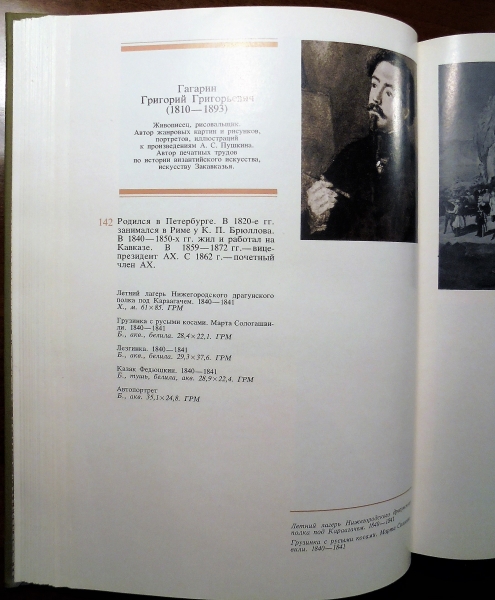 Гагарин
Григорий Григорьевич
(1810—1893)
Живописец, рисовальщик.
Автор жанровых картин и рисунков,
портретов, иллюстраций
к произведениям А. С. Пушкина.
Автор печатных трудов
по истории византийского искусства,
искусству Закавказья.
142 Родился в Петербурге. В 1820-е гг.
занимался в Риме у К. П. Брюллова.
В 1840—1850-х гг. жил и работал на
Кавказе. В 1859—1872 гг.—вице-
президент АХ. С 1862 г.—почетный
член АХ.
Летний лагерь Нижегородского драгунского
полка под Карагачем. 1840—1841
Х., м. 61×85. ГРМ
Грузинка с русыми косами. Марта Сологашви-
ли. 1840—1841
Б., акв., белила. 28,4×22,1. ГРМ
Лезгинка. 1840—1841
Б., акв., белила. 29,3×37,6. ГРМ
Казак Федюшкин. 1840—1841
Б., тушь, белила, акв. 28,9×22,4. ГРМ
Автопортрет
Б., акв. 35,1×24,8. ГРМ
Летний лагерь Нижегородского
полка под Карагачем. 1840—1841
Грузинка с русыми косами. Марта
вили. 1840—1841